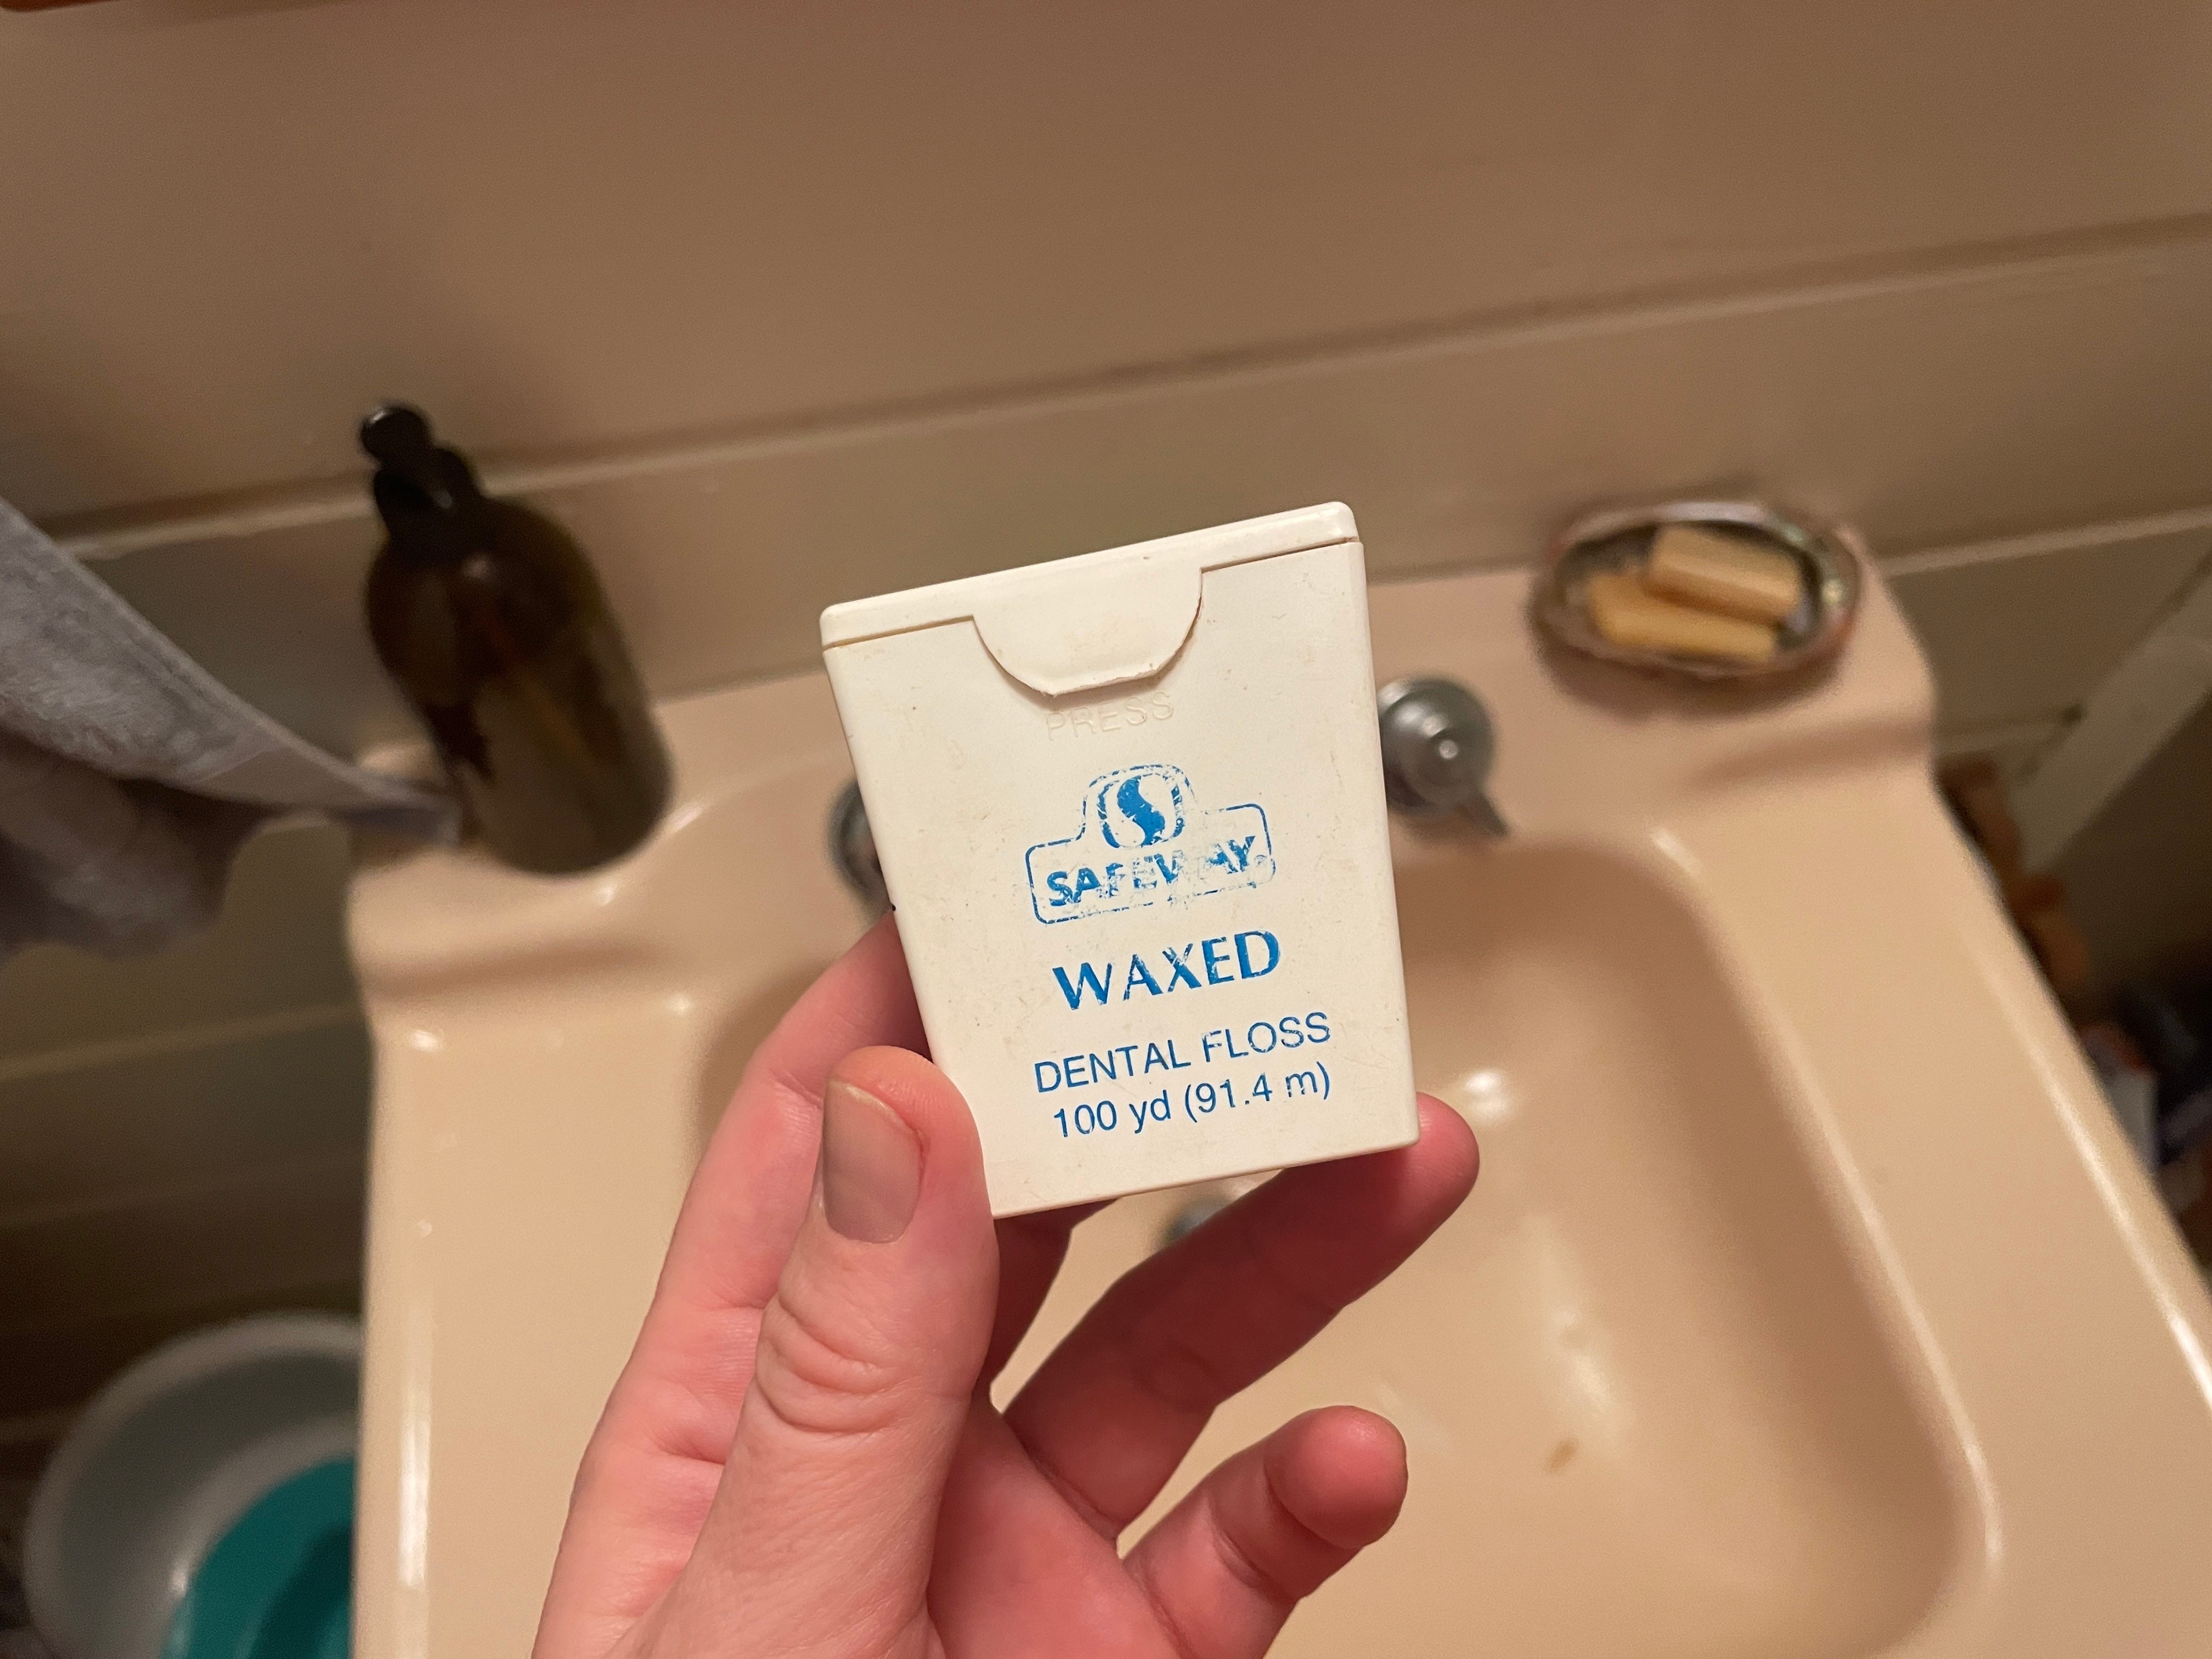 PRESS
SAFEWAY®
WAXED
DENTAL FLOSS
100 yd (91.4 m)